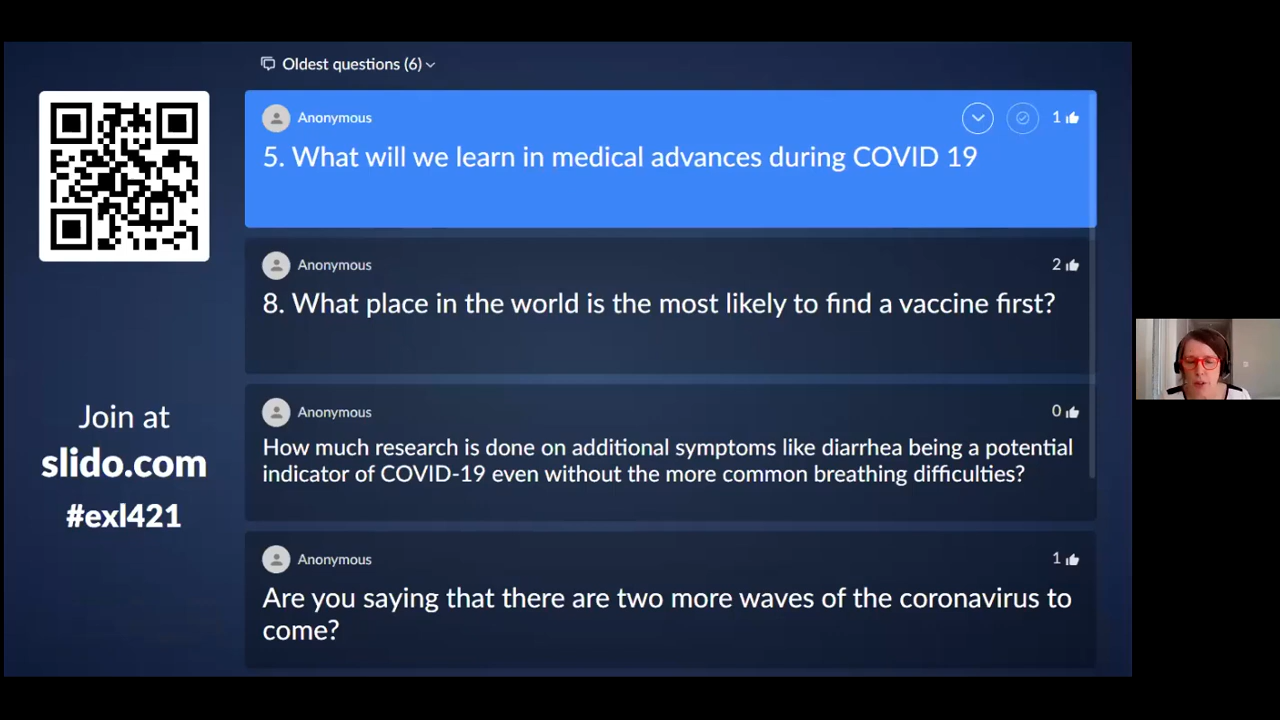 Oldest questions (6)
Anonymous
1
5. What will we learn in medical advances during COVID 19
Anonymous
2
8. What place in the world is the most likely to find a vaccine first?
Anonymous
0
How much research is done on additional symptoms like diarrhea being a potential
indicator of COVID-19 even without the more common breathing difficulties?
Anonymous
1
Are you saying that there are two more waves of the coronavirus to
come?
Join at
slido.com
#exl421